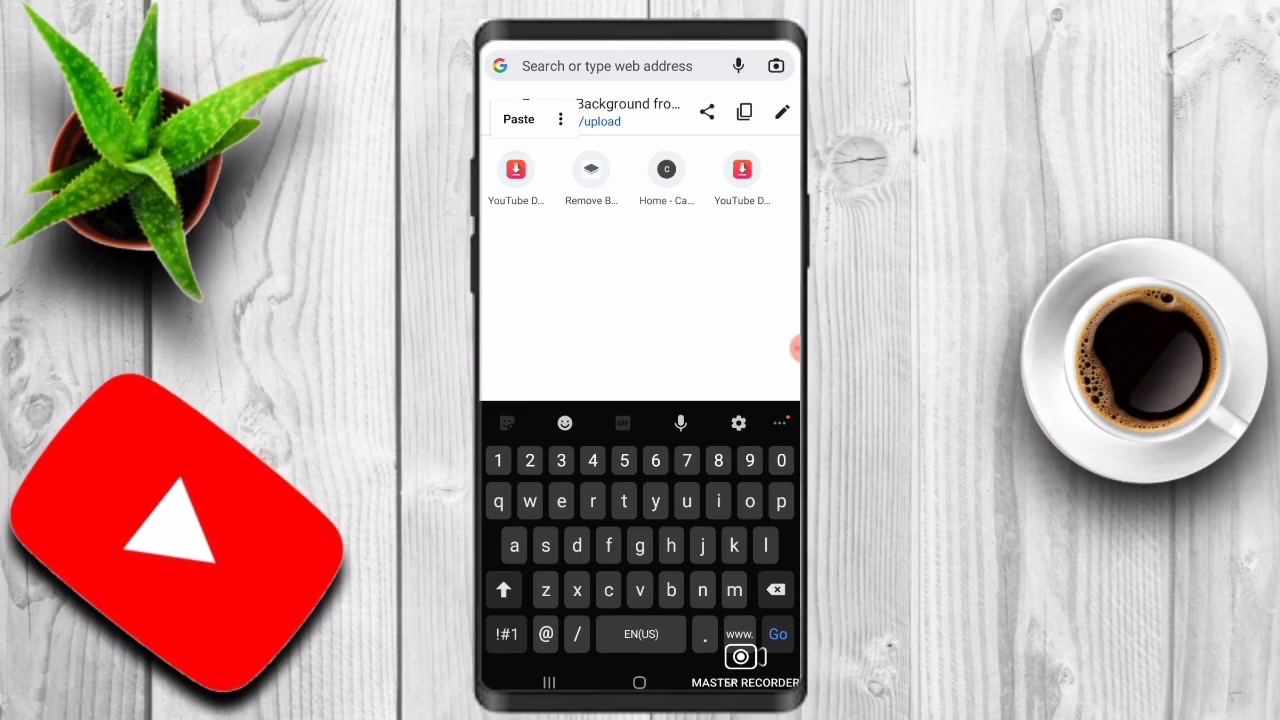 Search or type web address
Background fro...
Paste
/upload
YouTube D...
Remove B...
C
Home - Ca...
YouTube D...
GIF
1 2 3 4 5 6 7 8 9 0
q w e r t y u i o p
a s d f g h j k l
z x c v b n m
!#1 @ / EN(US) . www. Go
MASTER RECORDER